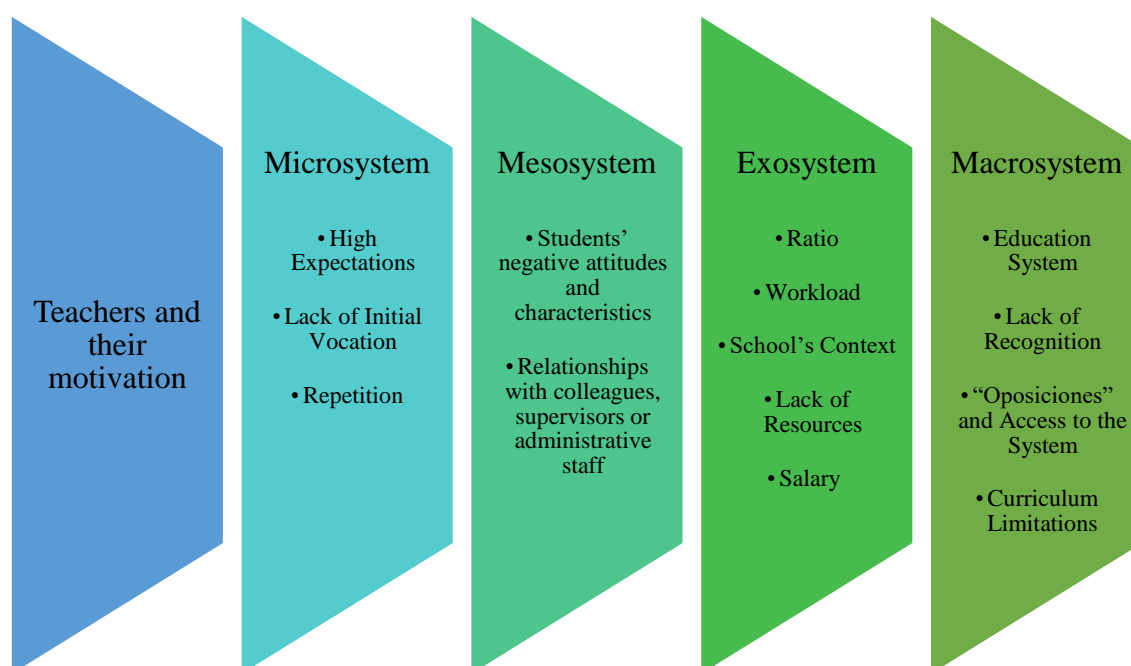 Teachers and
their
motivation
Microsystem
• High
Expectations
• Lack of Initial
Vocation
• Repetition
Mesosystem
• Students’
negative attitudes
and
characteristics
• Relationships
with colleagues,
supervisors or
administrative
staff
Exosystem
• Ratio
• Workload
• School’s Context
• Lack of
Resources
• Salary
Macrosystem
• Education
System
• Lack of
Recognition
• “Oposiciones”
and Access to the
System
• Curriculum
Limitations